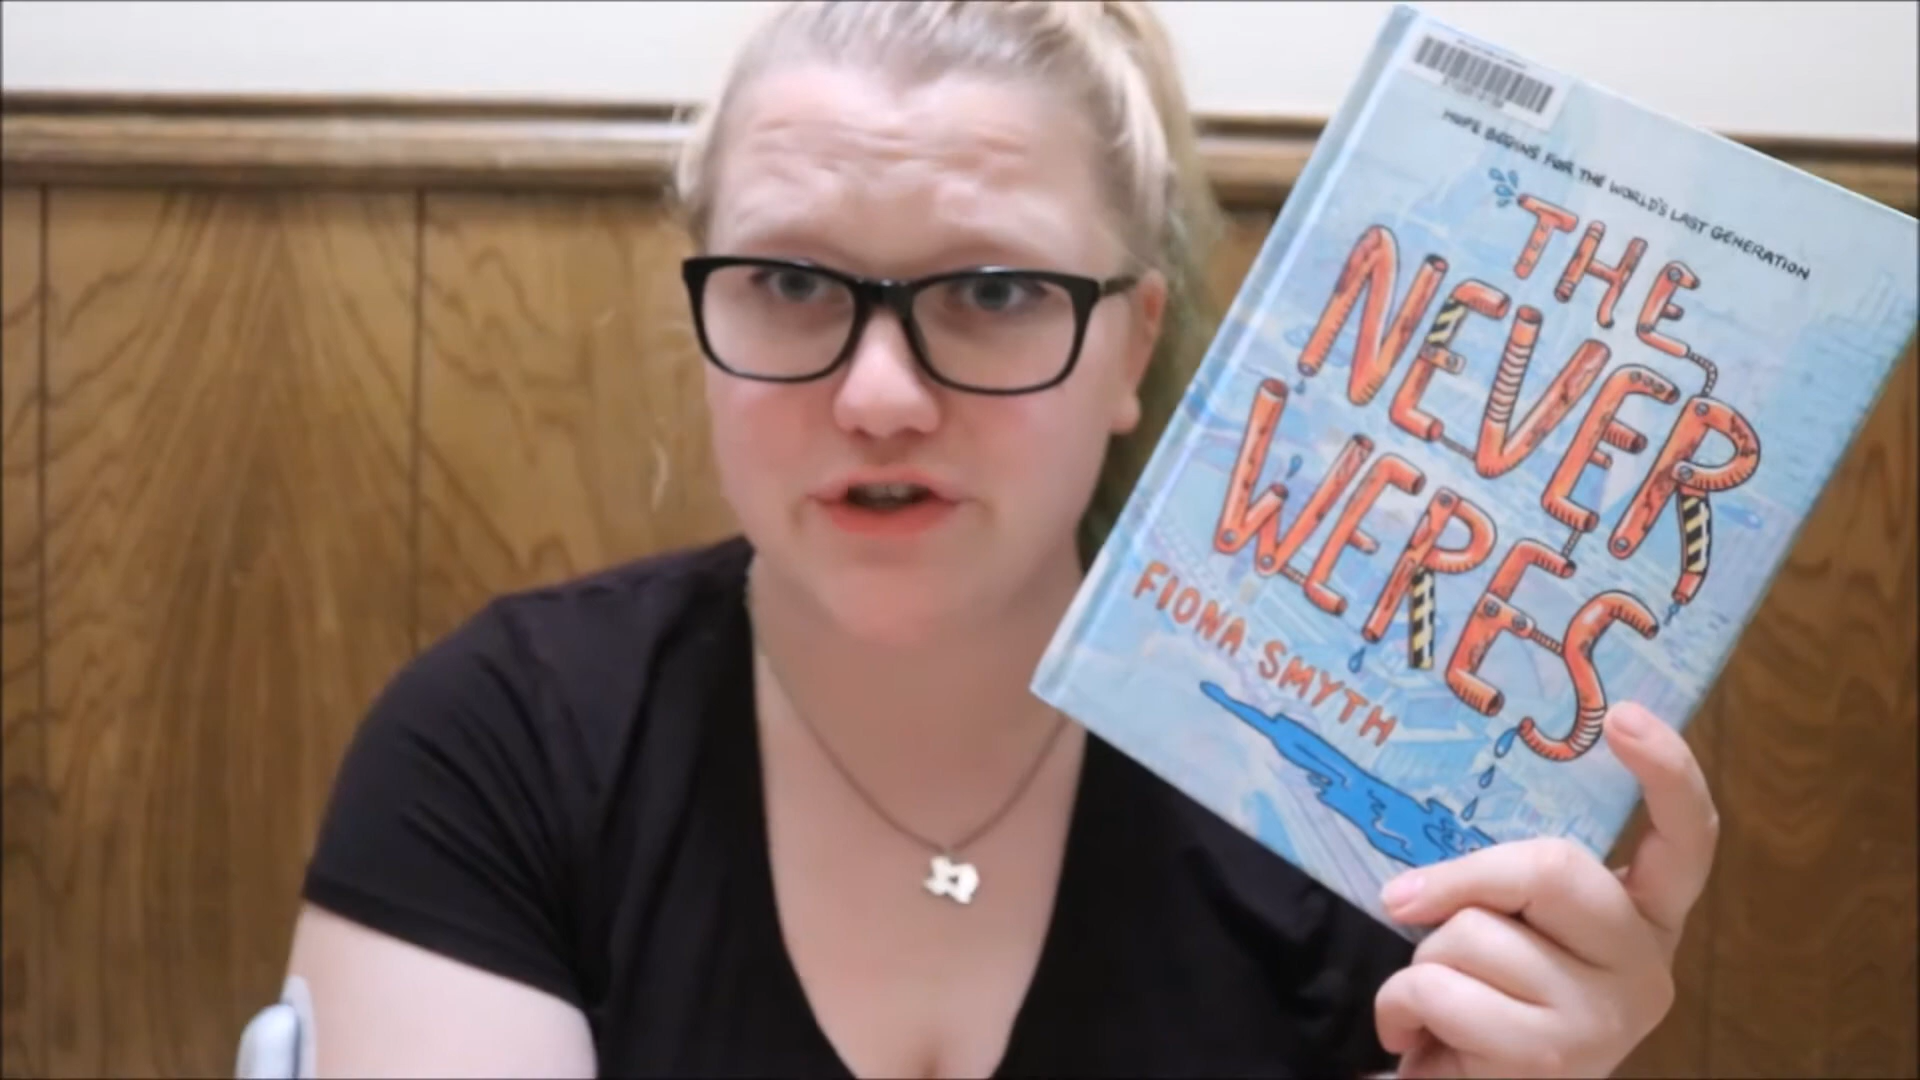 HOPE BEGINS FOR THE WORLD'S LAST GENERATION
THE
NEVER
WERES
FIONA SMYTH